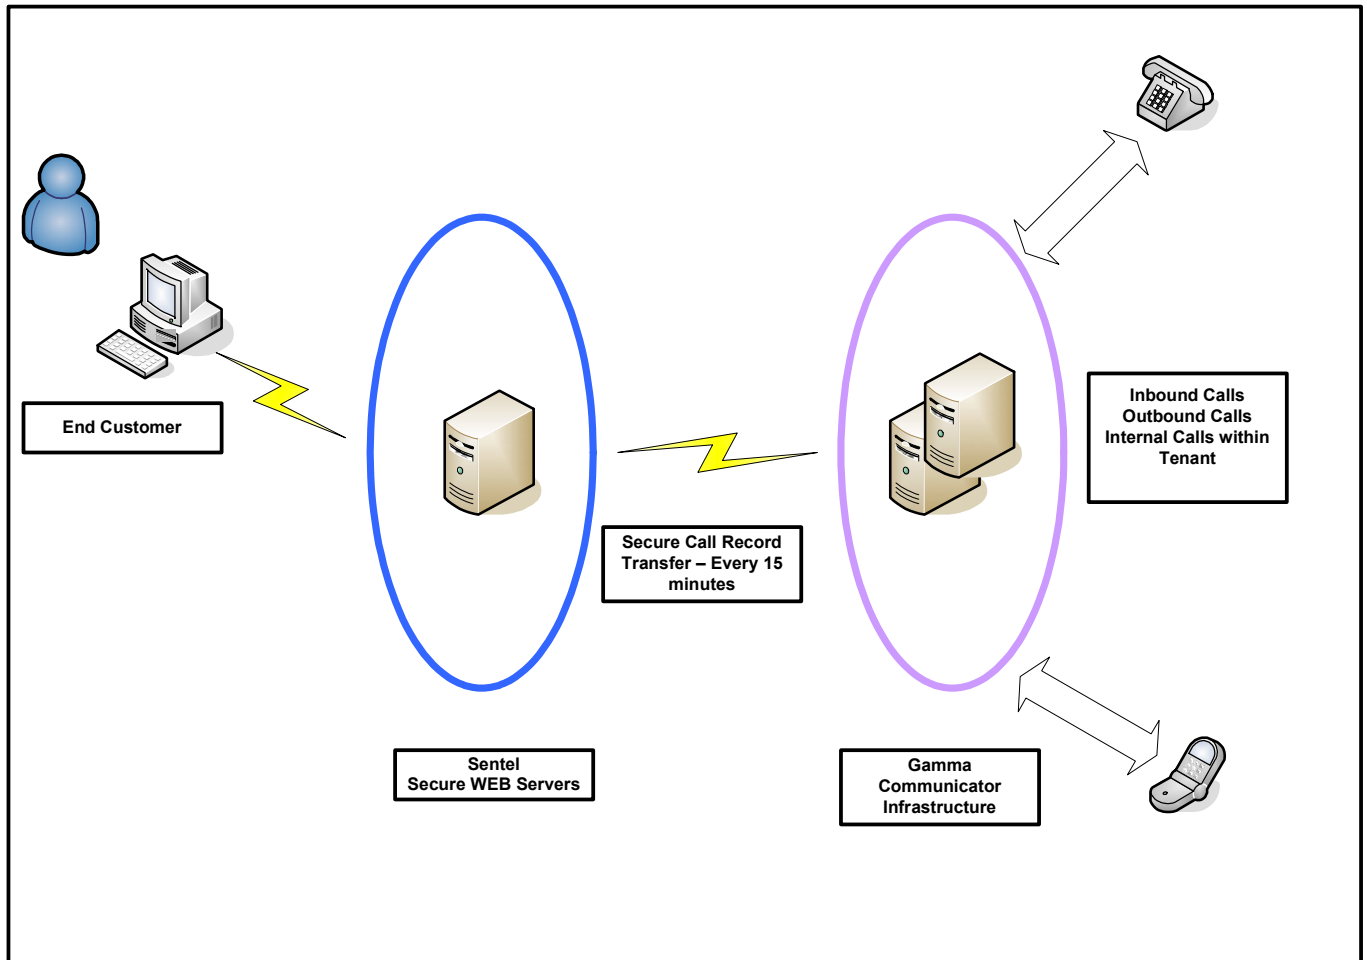 End Customer
Secure Call Record
Transfer – Every 15
minutes
Inbound Calls
Outbound Calls
Internal Calls within
Tenant
Sentel
Secure WEB Servers
Gamma
Communicator
Infrastructure